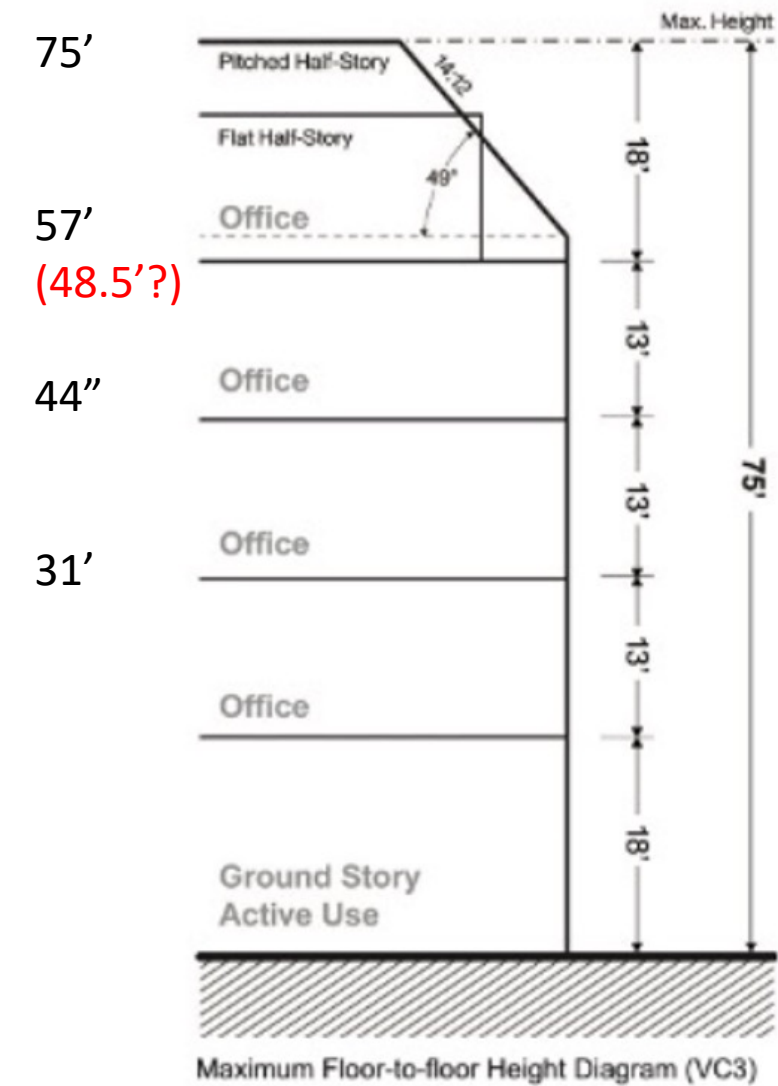 Max. Height
75’
Pitched Half-Story
14:12
Flat Half-Story
18'
49°
57’
Office
(48.5’?)
13'
Office
44”
75'
13'
Office
31’
13'
Office
18'
Ground Story
Active Use
Maximum Floor-to-floor Height Diagram (VC3)